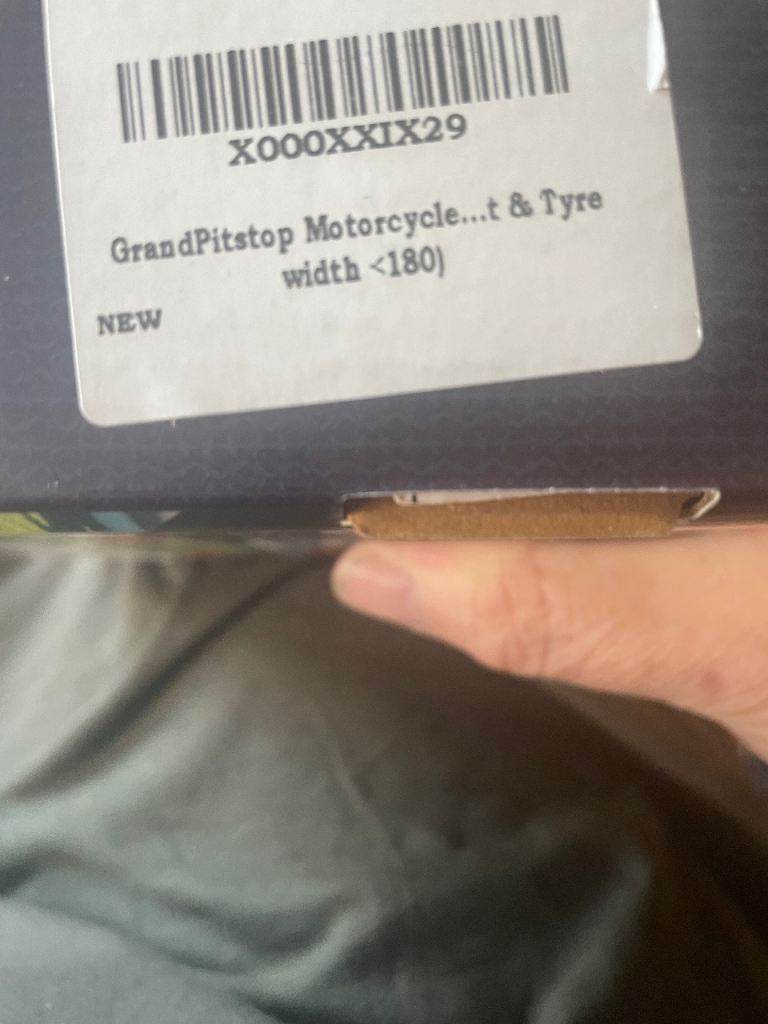 X000XXIX29
GrandPitstop Motorcycle...t & Tyre
width <180)
NEW